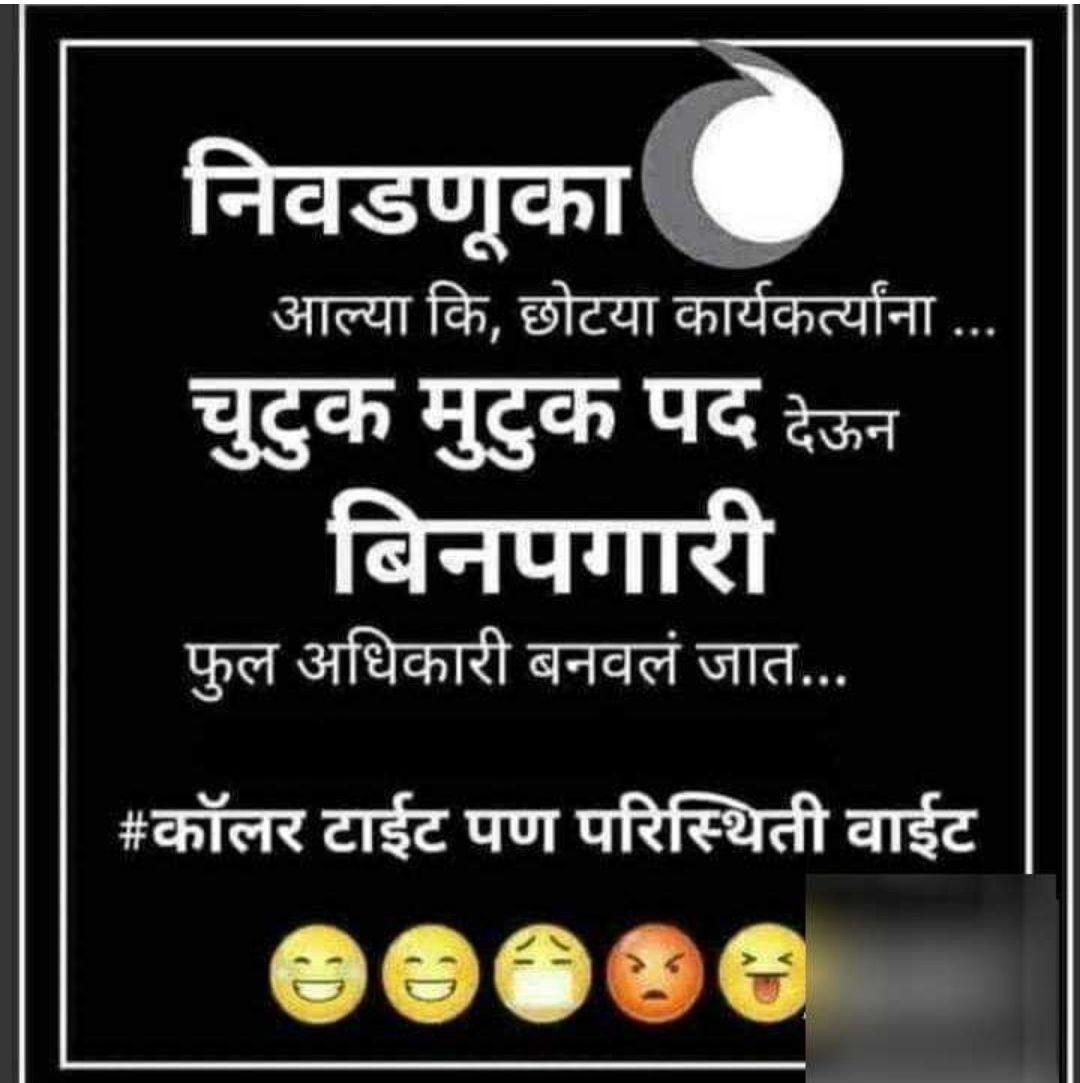 निवडणूका
आल्या कि, छोटया कार्यकर्त्यांना ...
चुटुक मुटुक पद देऊन
बिनपगारी
फुल अधिकारी बनवलं जात...
#कॉलर टाईट पण परिस्थिती वाईट